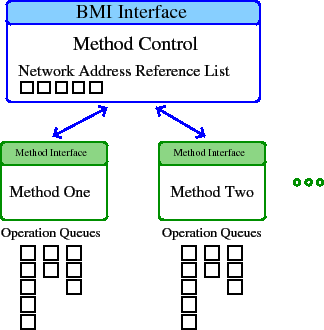 BMI Interface
Method Control
Network Address Reference List
Method Interface
Method One
Operation Queues
Method Interface
Method Two
Operation Queues